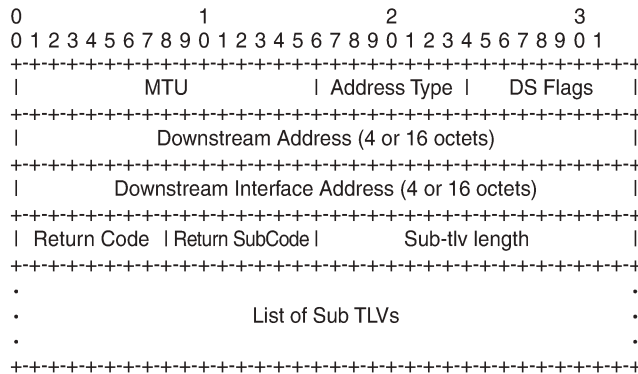 0 1 2 3
0 1 2 3 4 5 6 7 8 9 0 1 2 3 4 5 6 7 8 9 0 1 2 3 4 5 6 7 8 9 0 1
+-+-+-+-+-+-+-+-+-+-+-+-+-+-+-+-+-+-+-+-+-+-+-+-+-+-+-+-+-+-+-+-+
| MTU | Address Type | DS Flags |
+-+-+-+-+-+-+-+-+-+-+-+-+-+-+-+-+-+-+-+-+-+-+-+-+-+-+-+-+-+-+-+-+
| Downstream Address (4 or 16 octets) |
+-+-+-+-+-+-+-+-+-+-+-+-+-+-+-+-+-+-+-+-+-+-+-+-+-+-+-+-+-+-+-+-+
| Downstream Interface Address (4 or 16 octets) |
+-+-+-+-+-+-+-+-+-+-+-+-+-+-+-+-+-+-+-+-+-+-+-+-+-+-+-+-+-+-+-+-+
| Return Code | Return SubCode | Sub-tlv length |
+-+-+-+-+-+-+-+-+-+-+-+-+-+-+-+-+-+-+-+-+-+-+-+-+-+-+-+-+-+-+-+-+
. .
. List of Sub TLVs .
. .
+-+-+-+-+-+-+-+-+-+-+-+-+-+-+-+-+-+-+-+-+-+-+-+-+-+-+-+-+-+-+-+-+